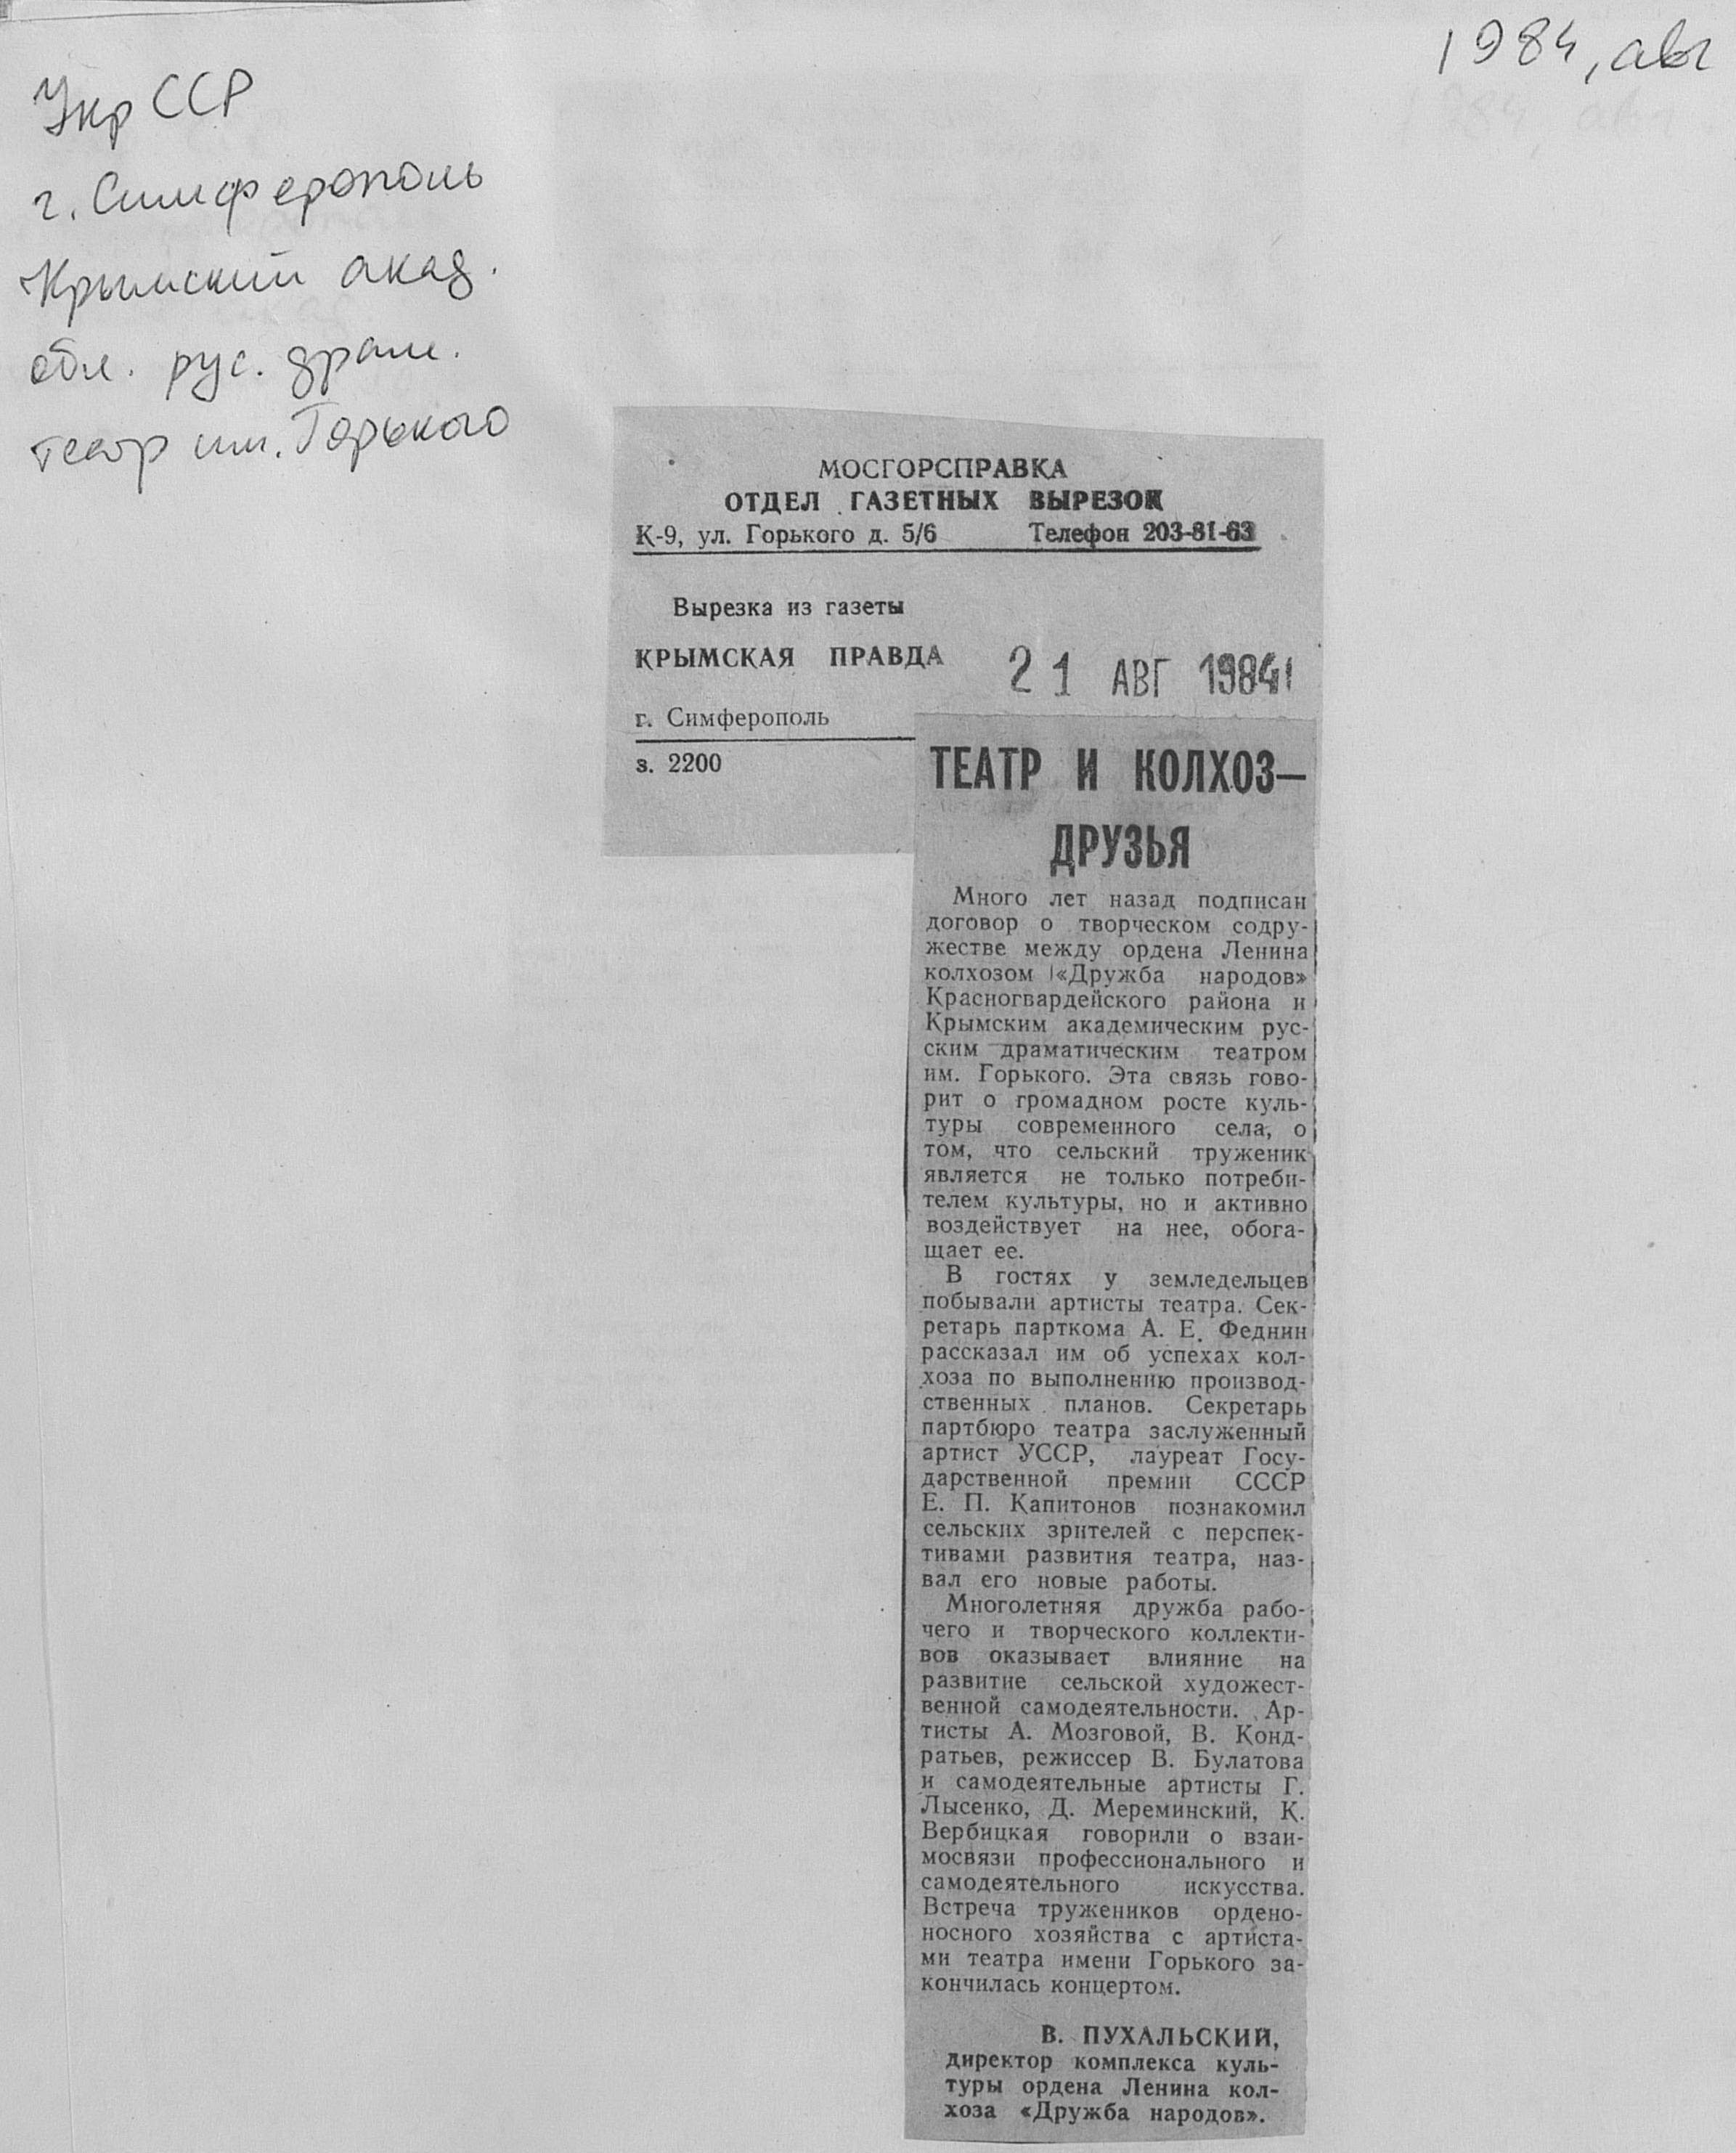 1984, авг
Укр ССР
г. Симферополь
Крымский акад.
обл. рус. драм.
театр им. Горького
МОСГОРСПРАВКА
ОТДЕЛ ГАЗЕТНЫХ ВЫРЕЗОК
К-9, ул. Горького д. 5/6 Телефон 203-81-63
Вырезка из газеты
КРЫМСКАЯ ПРАВДА
21 АВГ 1984
г. Симферополь
з. 2200
ТЕАТР И КОЛХОЗ—
ДРУЗЬЯ
Много лет назад подписан
договор о творческом содру-
жестве между ордена Ленина
колхозом «Дружба народов»
Красногвардейского района и
Крымским академическим рус-
ским драматическим театром
им. Горького. Эта связь гово-
рит о громадном росте куль-
туры современного села, о
том, что сельский труженик
является не только потреби-
телем культуры, но и активно
воздействует на нее, обога-
щает ее.
В гостях у земледельцев
побывали артисты театра. Сек-
ретарь парткома А. Е. Феднин
рассказал им об успехах кол-
хоза по выполнению производ-
ственных планов. Секретарь
партбюро театра заслуженный
артист УССР, лауреат Госу-
дарственной премии СССР
Е. П. Капитонов познакомил
сельских зрителей с перспек-
тивами развития театра, наз-
вал его новые работы.
Многолетняя дружба рабо-
чего и творческого коллекти-
вов оказывает влияние на
развитие сельской художест-
венной самодеятельности. Ар-
тисты А. Мозговой, В. Конд-
ратьев, режиссер В. Булатова
и самодеятельные артисты Г.
Лысенко, Д. Мереминский, К.
Вербицкая говорили о взаи-
мосвязи профессионального и
самодеятельного искусства.
Встреча тружеников ордено-
носного хозяйства с артиста-
ми театра имени Горького за-
кончилась концертом.
В. ПУХАЛЬСКИЙ,
директор комплекса куль-
туры ордена Ленина кол-
хоза «Дружба народов».